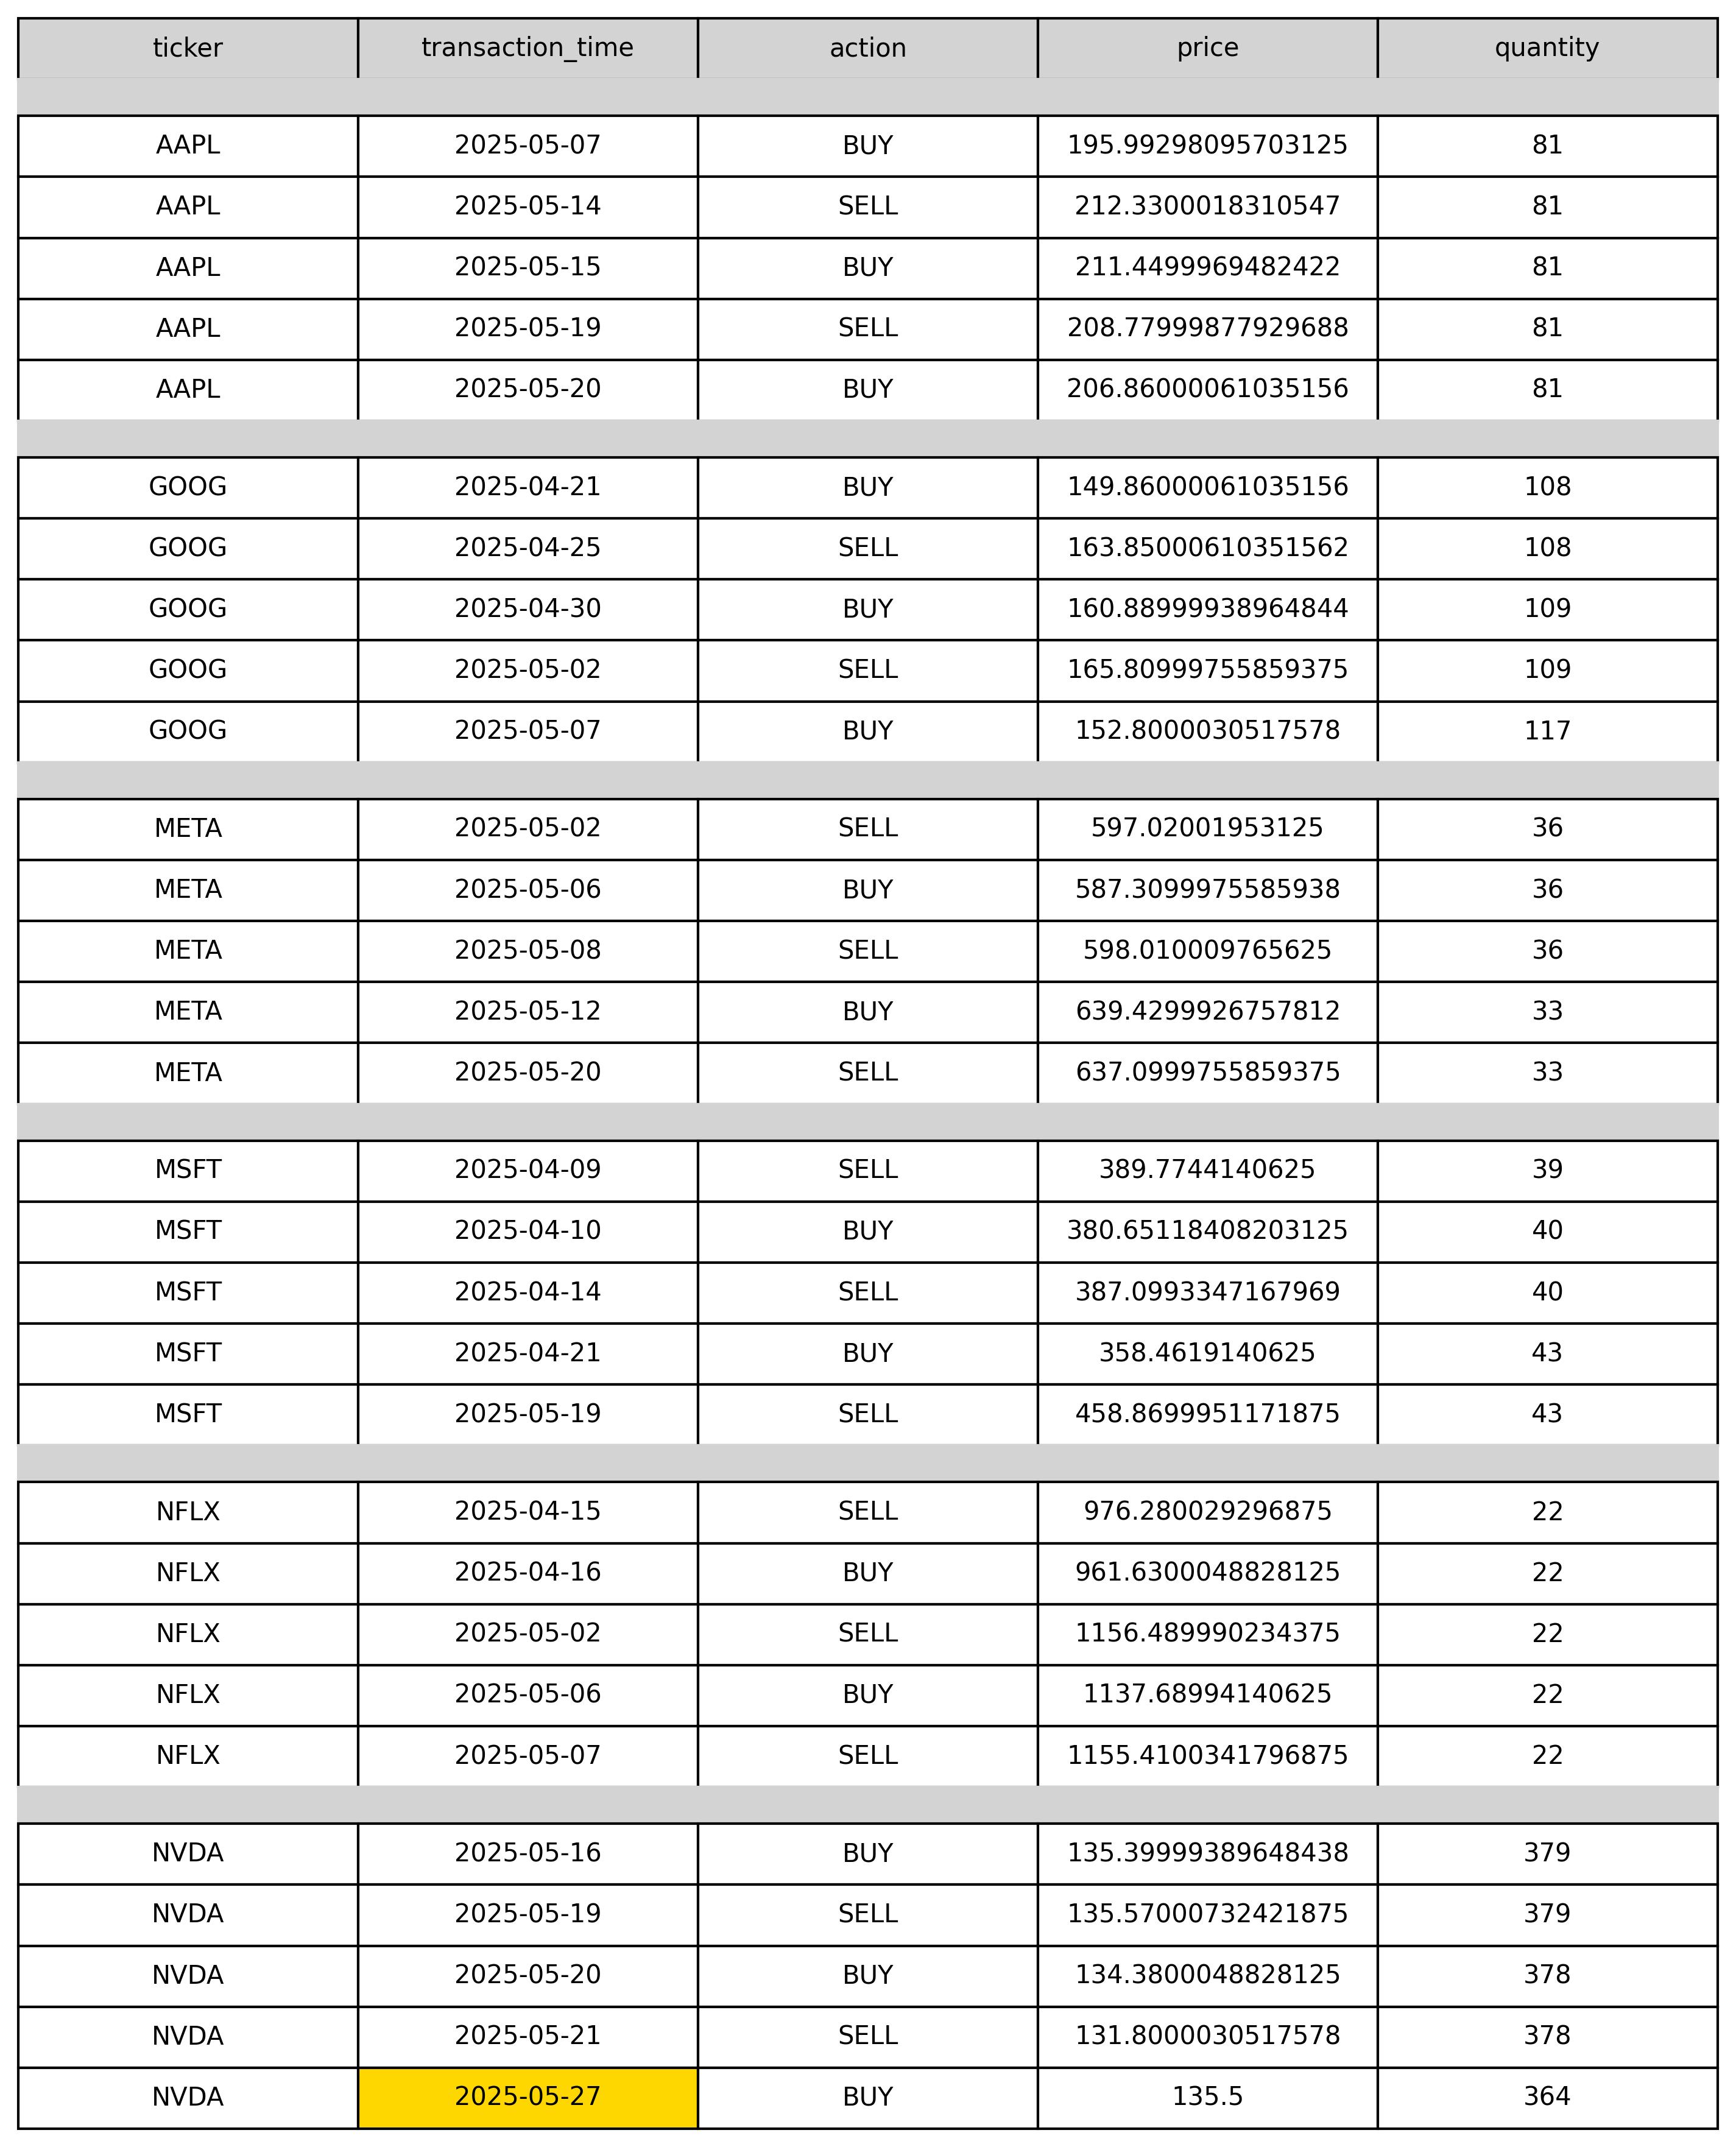 ticker transaction_time action price quantity
AAPL 2025-05-07 BUY 195.99298095703125 81
AAPL 2025-05-14 SELL 212.3300018310547 81
AAPL 2025-05-15 BUY 211.4499969482422 81
AAPL 2025-05-19 SELL 208.77999877929688 81
AAPL 2025-05-20 BUY 206.86000061035156 81
GOOG 2025-04-21 BUY 149.86000061035156 108
GOOG 2025-04-25 SELL 163.85000610351562 108
GOOG 2025-04-30 BUY 160.88999938964844 109
GOOG 2025-05-02 SELL 165.80999755859375 109
GOOG 2025-05-07 BUY 152.8000030517578 117
META 2025-05-02 SELL 597.02001953125 36
META 2025-05-06 BUY 587.3099975585938 36
META 2025-05-08 SELL 598.010009765625 36
META 2025-05-12 BUY 639.4299926757812 33
META 2025-05-20 SELL 637.0999755859375 33
MSFT 2025-04-09 SELL 389.7744140625 39
MSFT 2025-04-10 BUY 380.65118408203125 40
MSFT 2025-04-14 SELL 387.0993347167969 40
MSFT 2025-04-21 BUY 358.4619140625 43
MSFT 2025-05-19 SELL 458.8699951171875 43
NFLX 2025-04-15 SELL 976.280029296875 22
NFLX 2025-04-16 BUY 961.6300048828125 22
NFLX 2025-05-02 SELL 1156.489990234375 22
NFLX 2025-05-06 BUY 1137.68994140625 22
NFLX 2025-05-07 SELL 1155.4100341796875 22
NVDA 2025-05-16 BUY 135.39999389648438 379
NVDA 2025-05-19 SELL 135.57000732421875 379
NVDA 2025-05-20 BUY 134.3800048828125 378
NVDA 2025-05-21 SELL 131.8000030517578 378
NVDA 2025-05-27 BUY 135.5 364